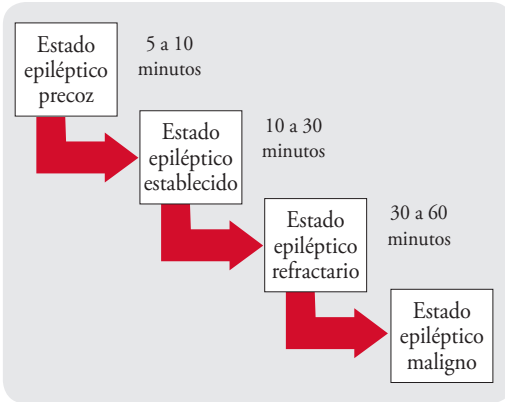 Estado
epiléptico
precoz
5 a 10
minutos
Estado
epiléptico
establecido
10 a 30
minutos
Estado
epiléptico
refractario
30 a 60
minutos
Estado
epiléptico
maligno